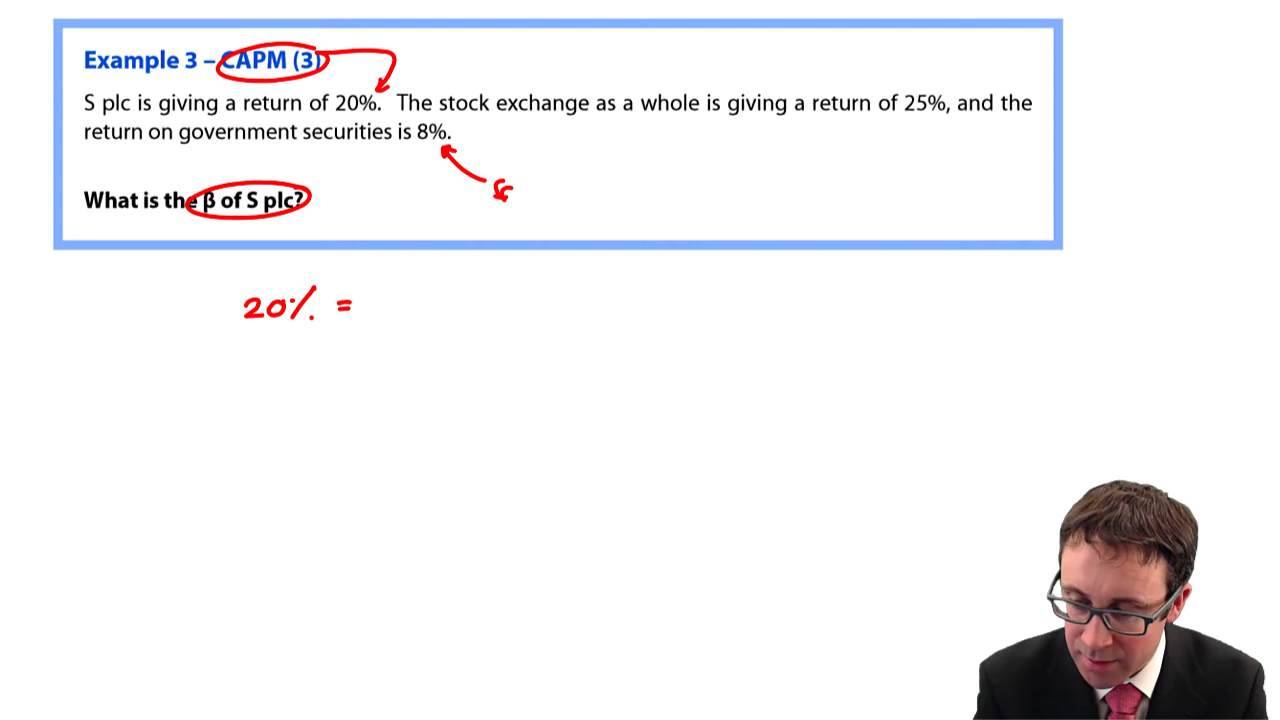 Example 3 – CAPM (3)
S plc is giving a return of 20%. The stock exchange as a whole is giving a return of 25%, and the
return on government securities is 8%.
What is the β of S plc?
20% =